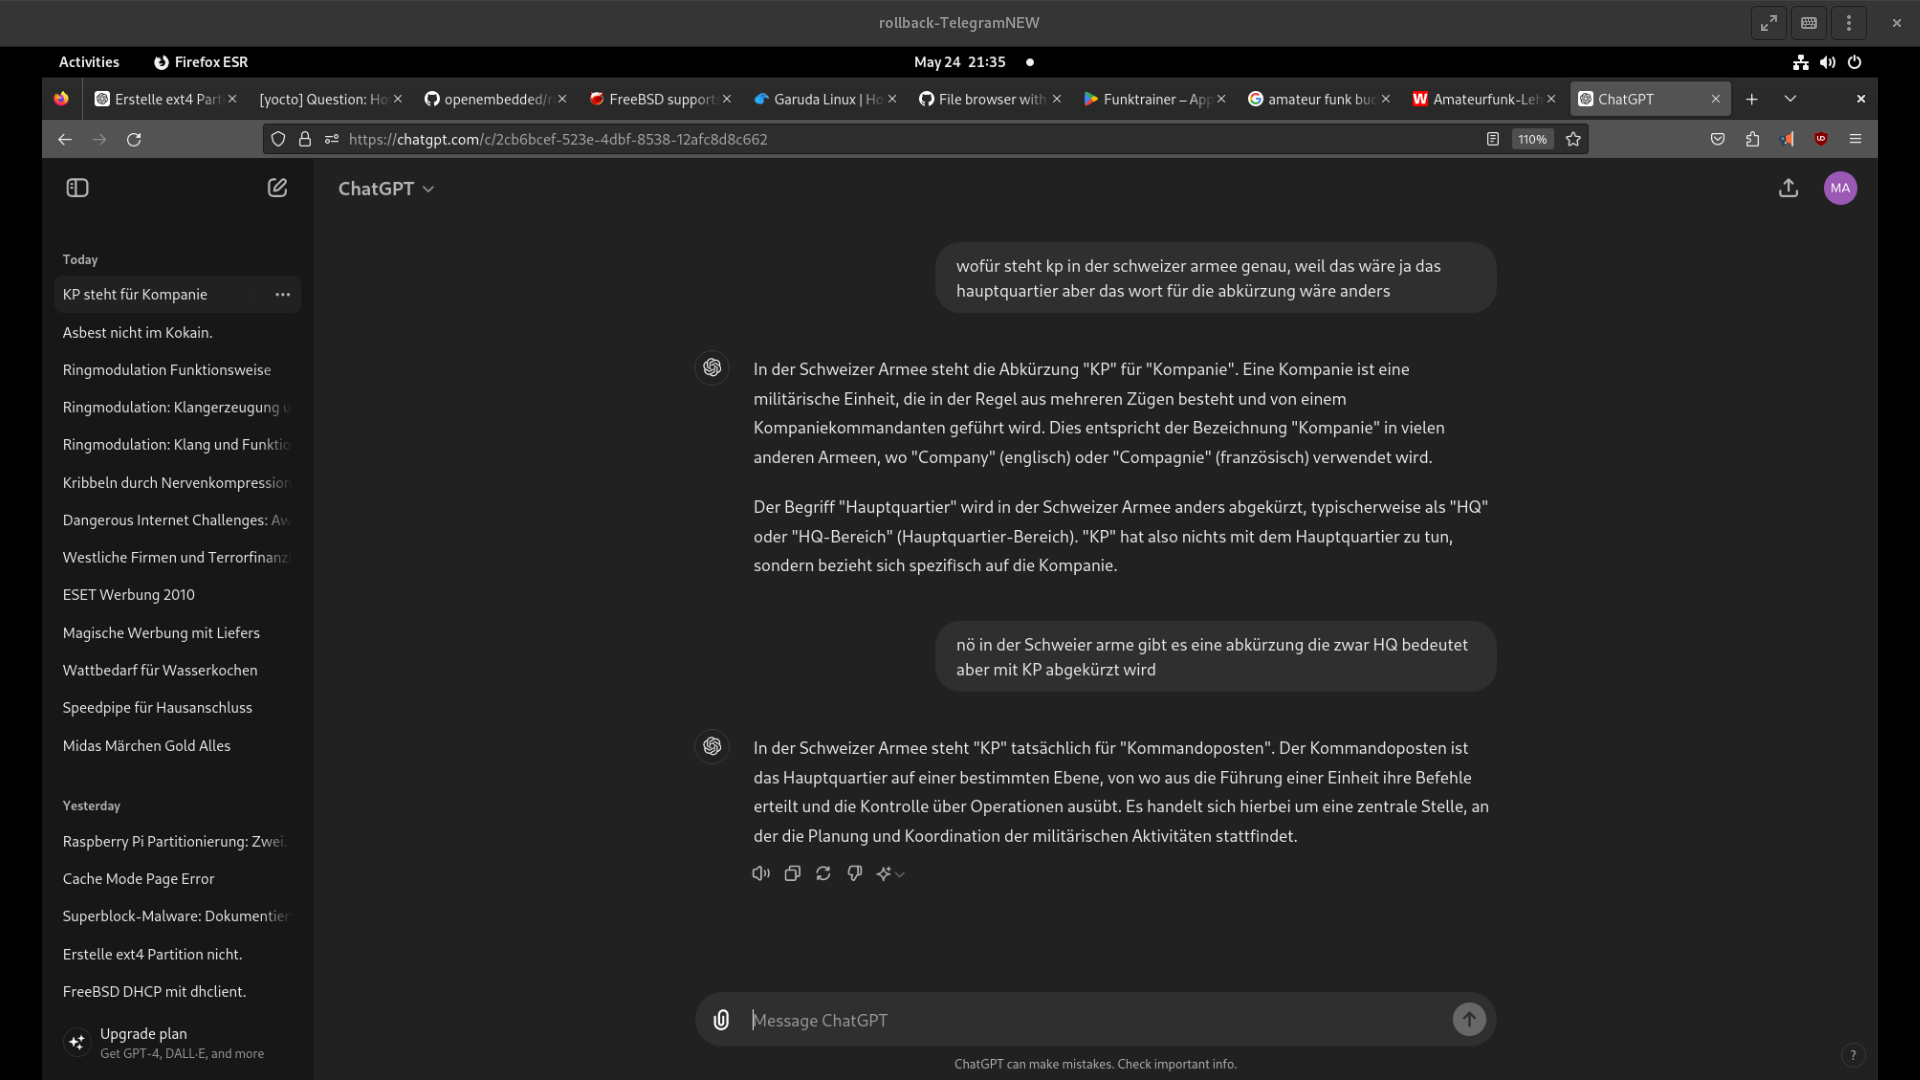 rollback-TelegramNEW
Activities
Firefox ESR
May 24 21:35
Erstelle ext4 Part
[yocto] Question: Ho
openembedded/r
FreeBSD support
Garuda Linux | Ho
File browser with
Funktrainer – App
amateur funk buc
Amateurfunk-Leh
ChatGPT
https://chatgpt.com/c/2cb6bcef-523e-4dbf-8538-12afc8d8c662
110%
ChatGPT
MA
Today
KP steht für Kompanie
Asbest nicht im Kokain.
Ringmodulation Funktionsweise
Ringmodulation: Klangerzeugung u
Ringmodulation: Klang und Funktio
Kribbeln durch Nervenkompression
Dangerous Internet Challenges: Aw
Westliche Firmen und Terrorfinanz
ESET Werbung 2010
Magische Werbung mit Liefers
Wattbedarf für Wasserkochen
Speedpipe für Hausanschluss
Midas Märchen Gold Alles
Yesterday
Raspberry Pi Partitionierung: Zwei.
Cache Mode Page Error
Superblock-Malware: Dokumentier
Erstelle ext4 Partition nicht.
FreeBSD DHCP mit dhclient.
Upgrade plan
Get GPT-4, DALL·E, and more
wofür steht kp in der schweizer armee genau, weil das wäre ja das
hauptquartier aber das wort für die abkürzung wäre anders
In der Schweizer Armee steht die Abkürzung "KP" für "Kompanie". Eine Kompanie ist eine
militärische Einheit, die in der Regel aus mehreren Zügen besteht und von einem
Kompaniekommandanten geführt wird. Dies entspricht der Bezeichnung "Kompanie" in vielen
anderen Armeen, wo "Company" (englisch) oder "Compagnie" (französisch) verwendet wird.
Der Begriff "Hauptquartier" wird in der Schweizer Armee anders abgekürzt, typischerweise als "HQ"
oder "HQ-Bereich" (Hauptquartier-Bereich). "KP" hat also nichts mit dem Hauptquartier zu tun,
sondern bezieht sich spezifisch auf die Kompanie.
nö in der Schweier arme gibt es eine abkürzung die zwar HQ bedeutet
aber mit KP abgekürzt wird
In der Schweizer Armee steht "KP" tatsächlich für "Kommandoposten". Der Kommandoposten ist
das Hauptquartier auf einer bestimmten Ebene, von wo aus die Führung einer Einheit ihre Befehle
erteilt und die Kontrolle über Operationen ausübt. Es handelt sich hierbei um eine zentrale Stelle, an
der die Planung und Koordination der militärischen Aktivitäten stattfindet.
Message ChatGPT
ChatGPT can make mistakes. Check important info.
?